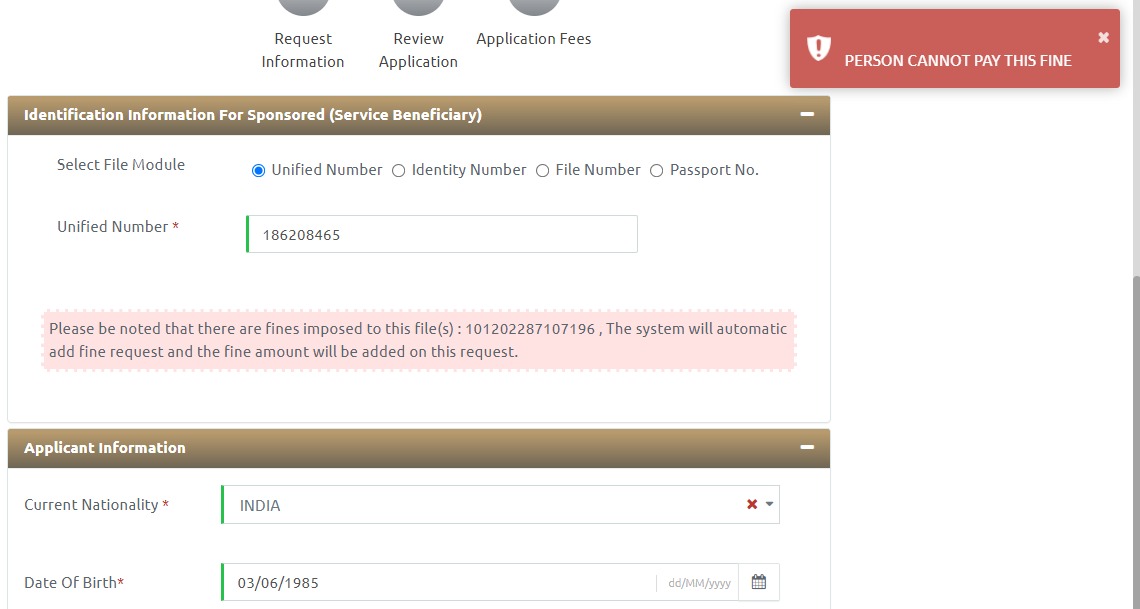 Request Information
Review Application
Application Fees
PERSON CANNOT PAY THIS FINE
Identification Information For Sponsored (Service Beneficiary)
Select File Module
Unified Number
Identity Number
File Number
Passport No.
Unified Number *
186208465
Please be noted that there are fines imposed to this file(s) : 101202287107196 , The system will automatic
add fine request and the fine amount will be added on this request.
Applicant Information
Current Nationality *
INDIA
Date Of Birth*
03/06/1985
dd/MM/yyyy